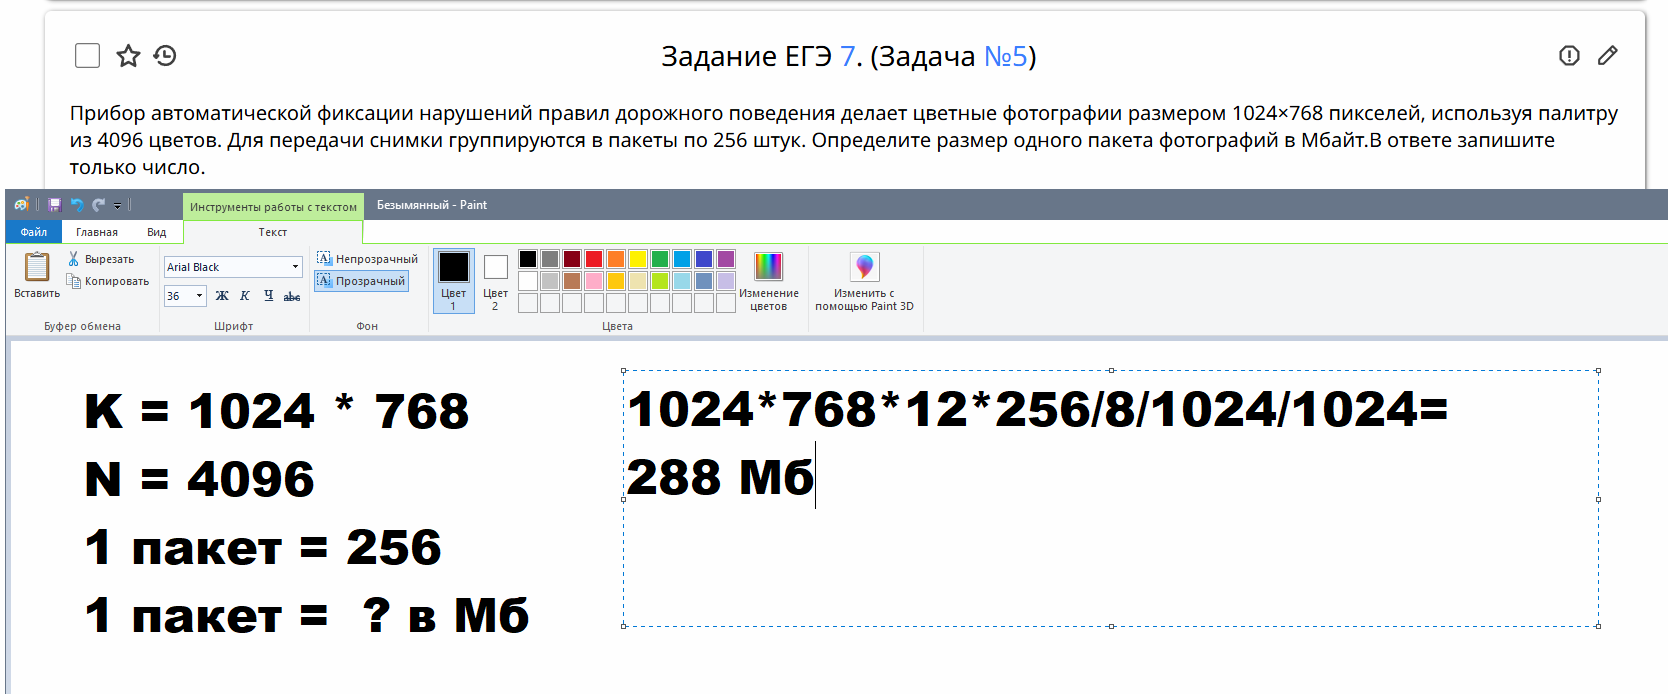 Задание ЕГЭ 7. (Задача №5)
Прибор автоматической фиксации нарушений правил дорожного поведения делает цветные фотографии размером 1024×768 пикселей, используя палитру
из 4096 цветов. Для передачи снимки группируются в пакеты по 256 штук. Определите размер одного пакета фотографий в Мбайт.В ответе запишите
только число.
Инструменты работы с текстом
Безымянный - Paint
Файл
Главная
Вид
Текст
Вставить
Вырезать
Копировать
Буфер обмена
Arial Black
36
Ж К Ч abc
Шрифт
Непрозрачный
Прозрачный
Фон
Цвет
1
Цвет
2
Цвета
Изменение
цветов
Изменить с
помощью Paint 3D
K = 1024 * 768
N = 4096
1 пакет = 256
1 пакет = ? в Мб
1024*768*12*256/8/1024/1024=
288 Мб